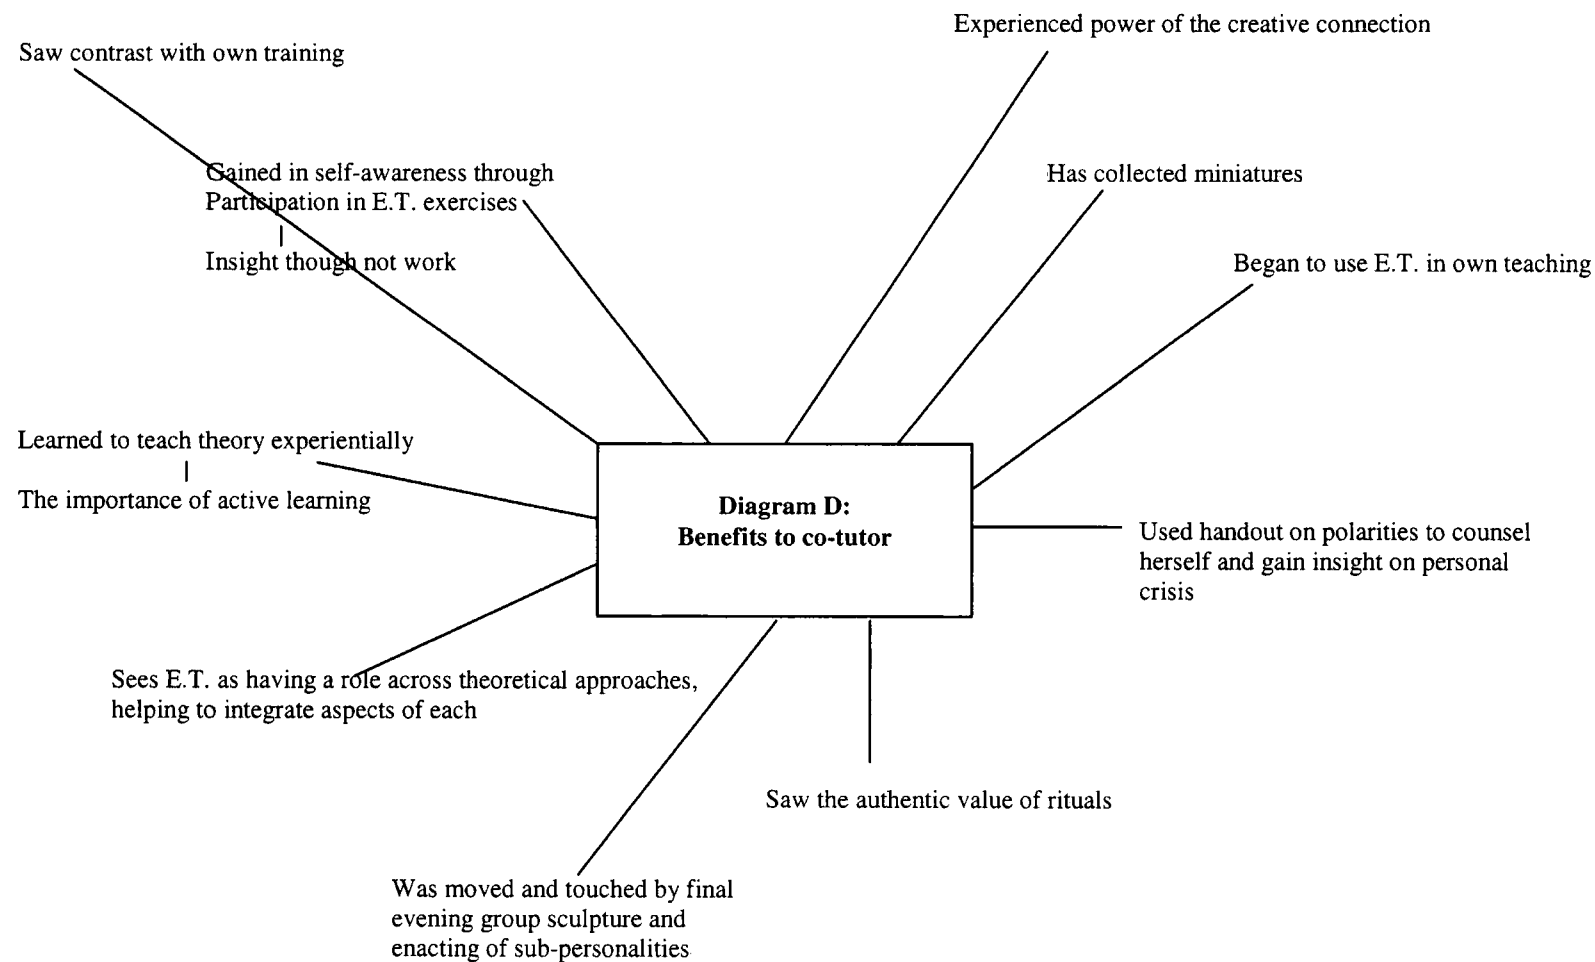 Experienced power of the creative connection
Saw contrast with own training
Gained in self-awareness through
Participation in E.T. exercises
Has collected miniatures
Insight though not work
Began to use E.T. in own teaching
Learned to teach theory experientially
The importance of active learning
Diagram D:
Benefits to co-tutor
Used handout on polarities to counsel
herself and gain insight on personal
crisis
Sees E.T. as having a role across theoretical approaches,
helping to integrate aspects of each
Saw the authentic value of rituals
Was moved and touched by final
evening group sculpture and
enacting of sub-personalities